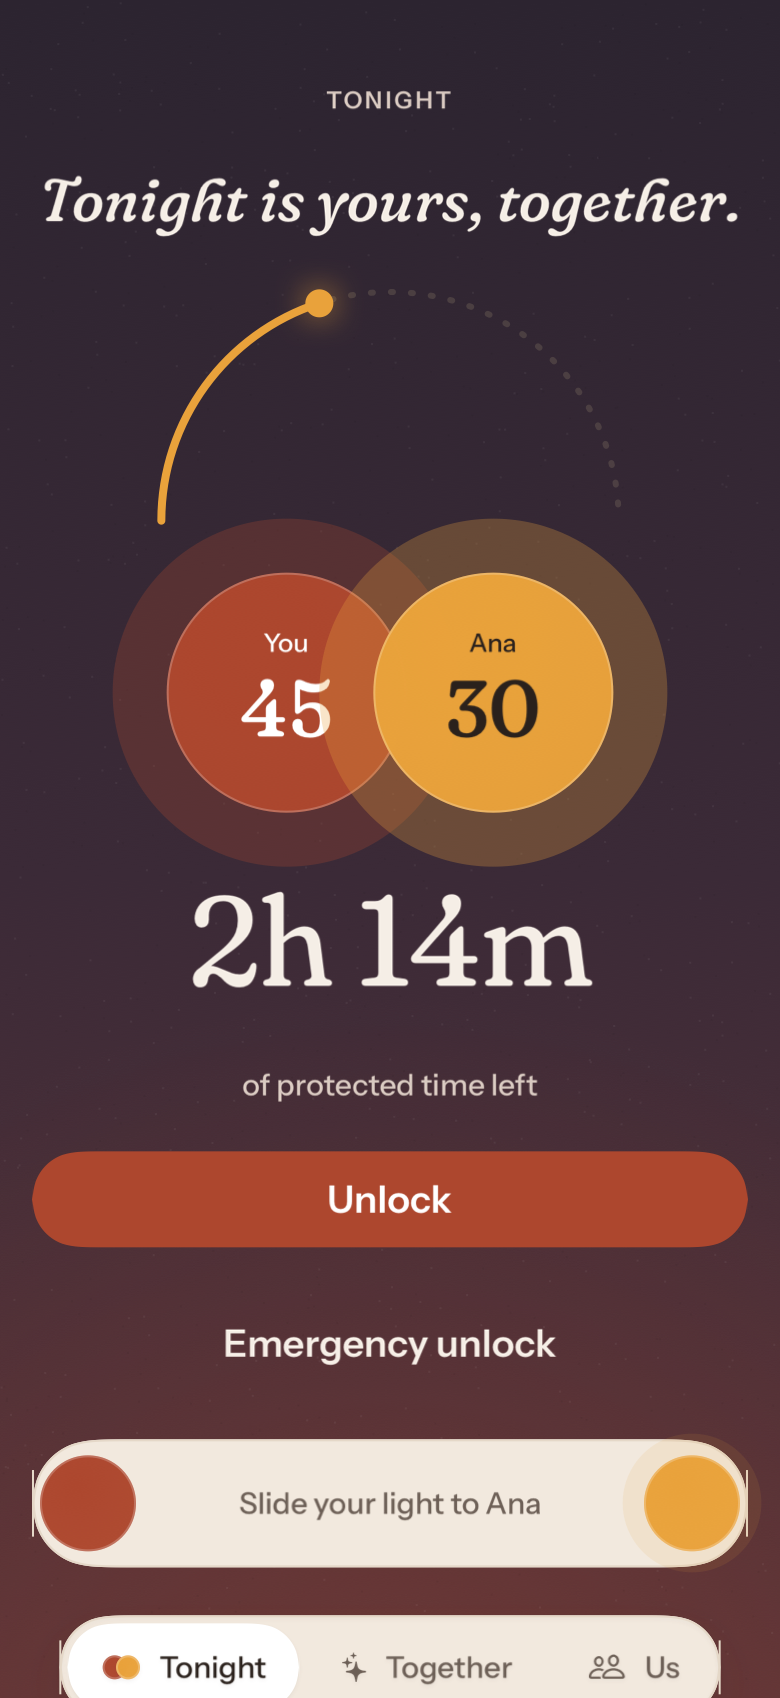 TONIGHT
Tonight is yours, together.
You
45
Ana
30
2h 14m
of protected time left
Unlock
Emergency unlock
Slide your light to Ana
Tonight Together Us